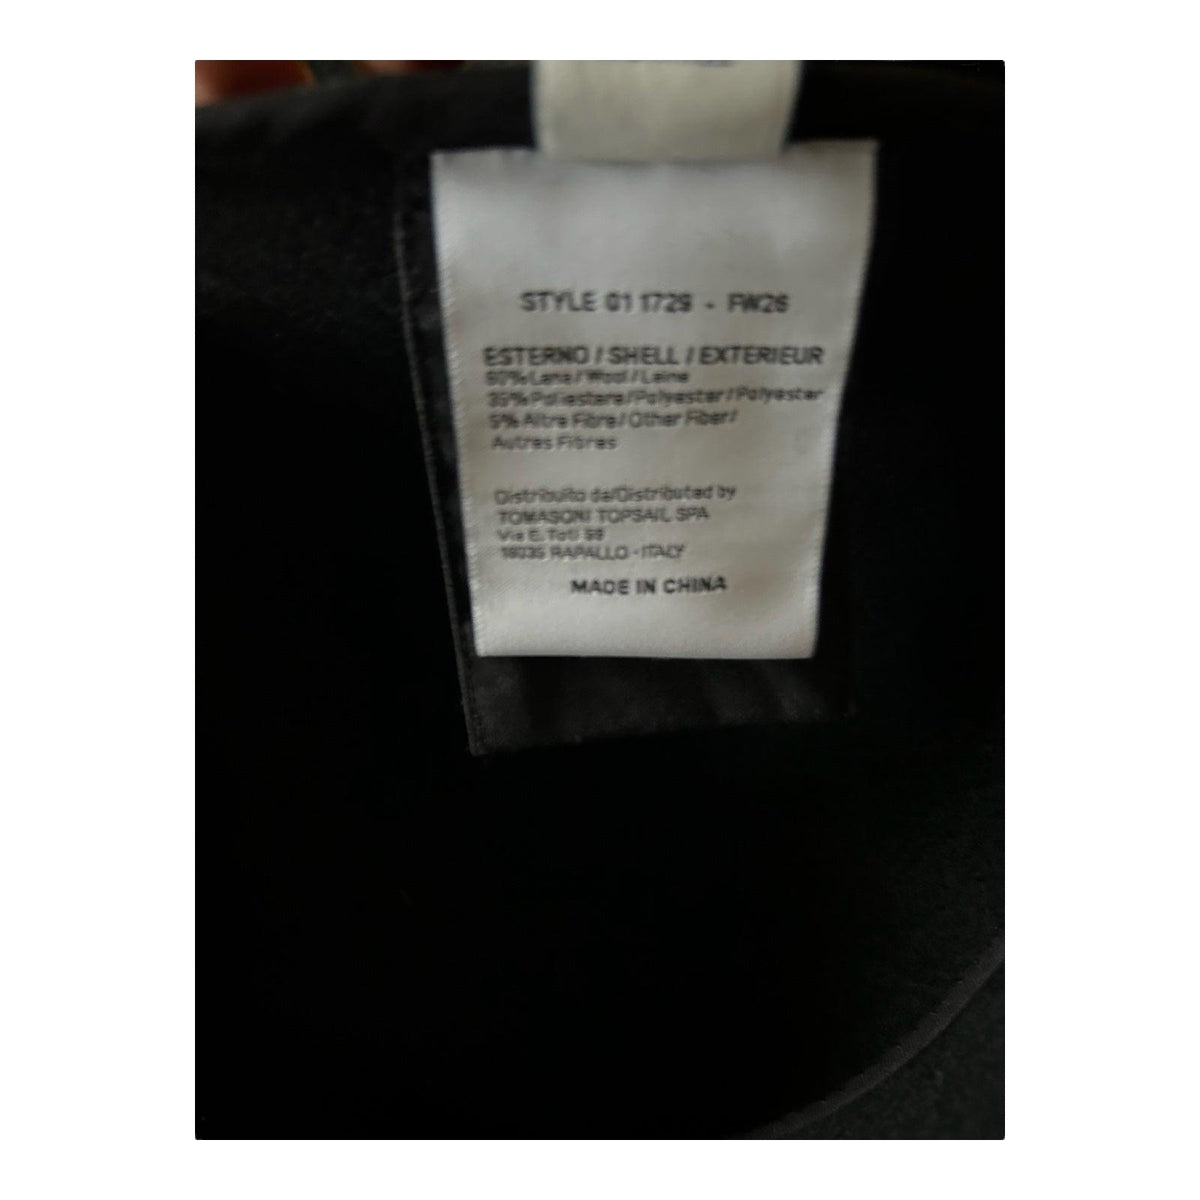 STYLE 01 1729 - FW26
ESTERNO / SHELL / EXTERIEUR
60% Lana / Wool / Laine
35% Poliestere / Polyester / Polyester
5% Altre Fibre / Other Fiber /
Autres Fibres
Distribuito da/Distributed by
TOMASONI TOPSAIL SPA
Via E. Toti 59
16035 RAPALLO - ITALY
MADE IN CHINA